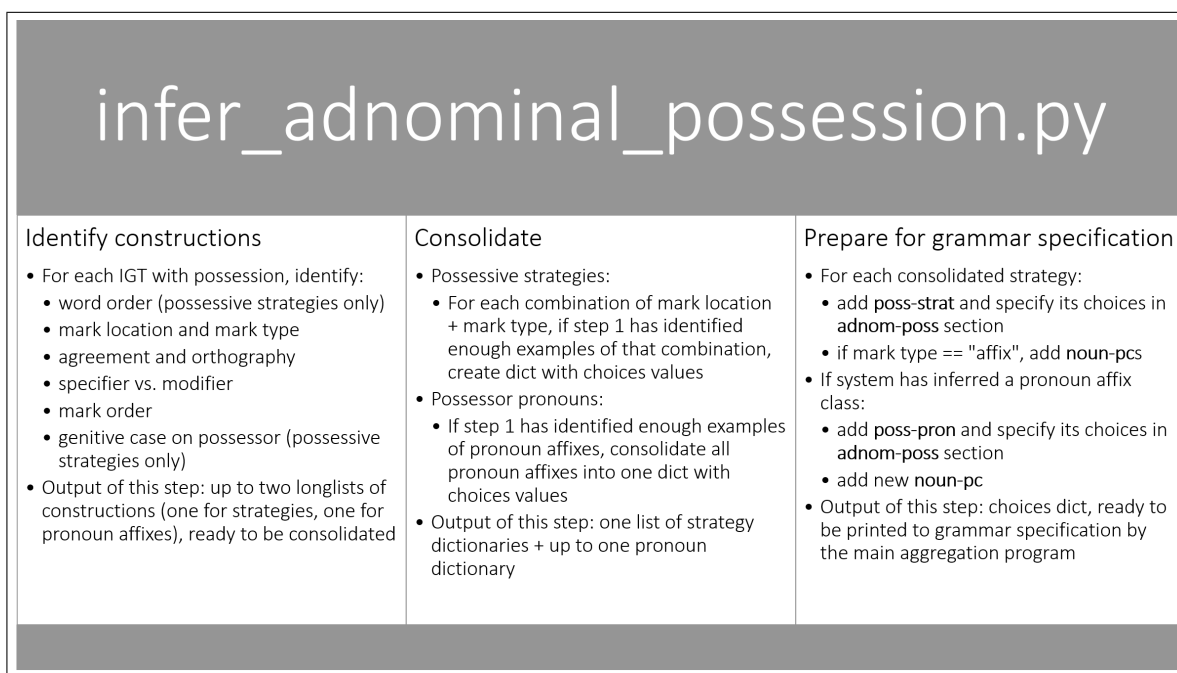 infer_adnominal_possession.py
Identify constructions
• For each IGT with possession, identify:
• word order (possessive strategies only)
• mark location and mark type
• agreement and orthography
• specifier vs. modifier
• mark order
• genitive case on possessor (possessive
strategies only)
• Output of this step: up to two longlists of
constructions (one for strategies, one for
pronoun affixes), ready to be consolidated
Consolidate
• Possessive strategies:
• For each combination of mark location
+ mark type, if step 1 has identified
enough examples of that combination,
create dict with choices values
• Possessor pronouns:
• If step 1 has identified enough examples
of pronoun affixes, consolidate all
pronoun affixes into one dict with
choices values
• Output of this step: one list of strategy
dictionaries + up to one pronoun
dictionary
Prepare for grammar specification
• For each consolidated strategy:
• add poss-strat and specify its choices in
adnom-poss section
• if mark type == "affix", add noun-pcs
• If system has inferred a pronoun affix
class:
• add poss-pron and specify its choices in
adnom-poss section
• add new noun-pc
• Output of this step: choices dict, ready to
be printed to grammar specification by
the main aggregation program